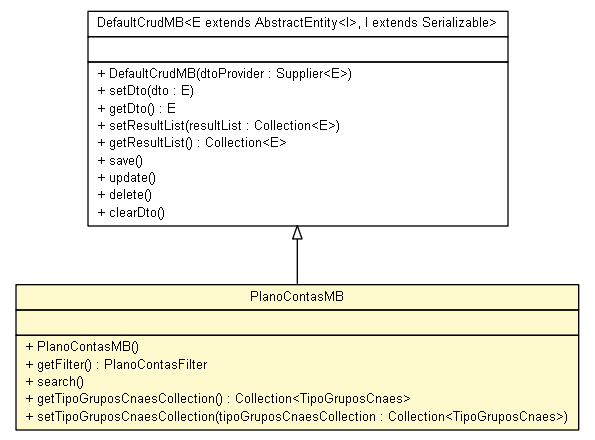 DefaultCrudMB<E extends AbstractEntity<I>, I extends Serializable>
+ DefaultCrudMB(dtoProvider : Supplier<E>)
+ setDto(dto : E)
+ getDto() : E
+ setResultList(resultList : Collection<E>)
+ getResultList() : Collection<E>
+ save()
+ update()
+ delete()
+ clearDto()
PlanoContasMB
+ PlanoContasMB()
+ getFilter() : PlanoContasFilter
+ search()
+ getTipoGruposCnaesCollection() : Collection<TipoGruposCnaes>
+ setTipoGruposCnaesCollection(tipoGruposCnaesCollection : Collection<TipoGruposCnaes>)